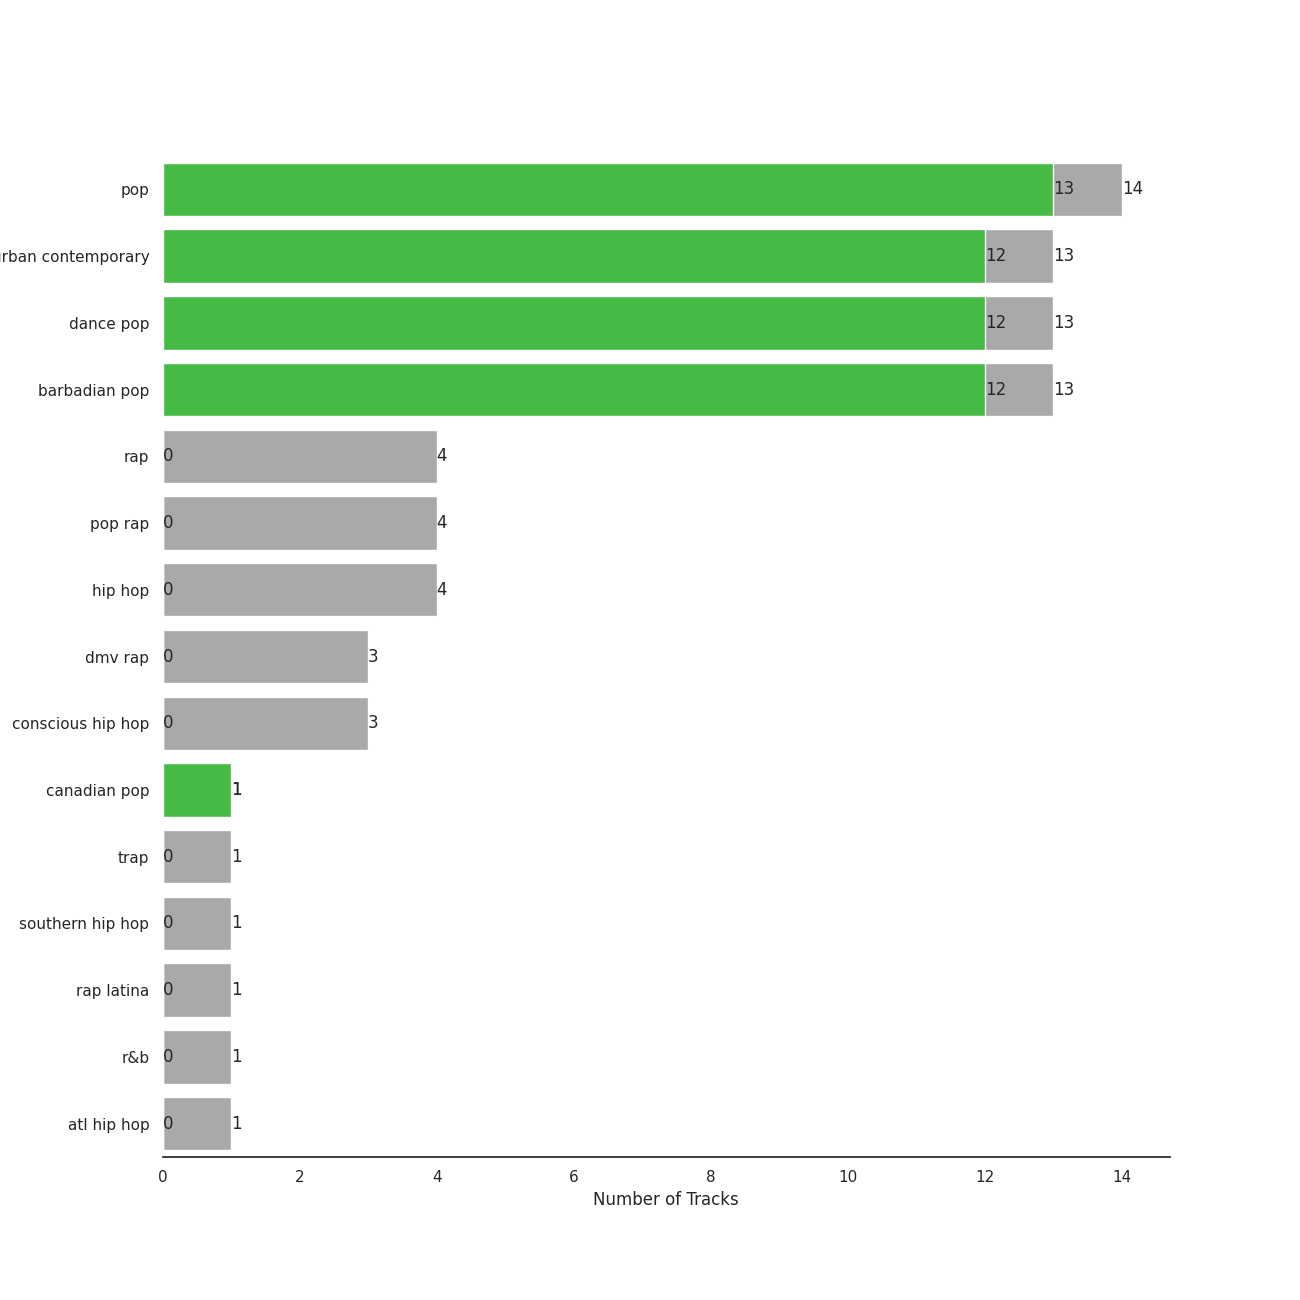 pop 13 14
rban contemporary 12 13
dance pop 12 13
barbadian pop 12 13
rap 0 4
pop rap 0 4
hip hop 0 4
dmv rap 0 3
conscious hip hop 0 3
canadian pop 1
trap 0 1
southern hip hop 0 1
rap latina 0 1
r&b 0 1
atl hip hop 0 1
0 2 4 6 8 10 12 14
Number of Tracks